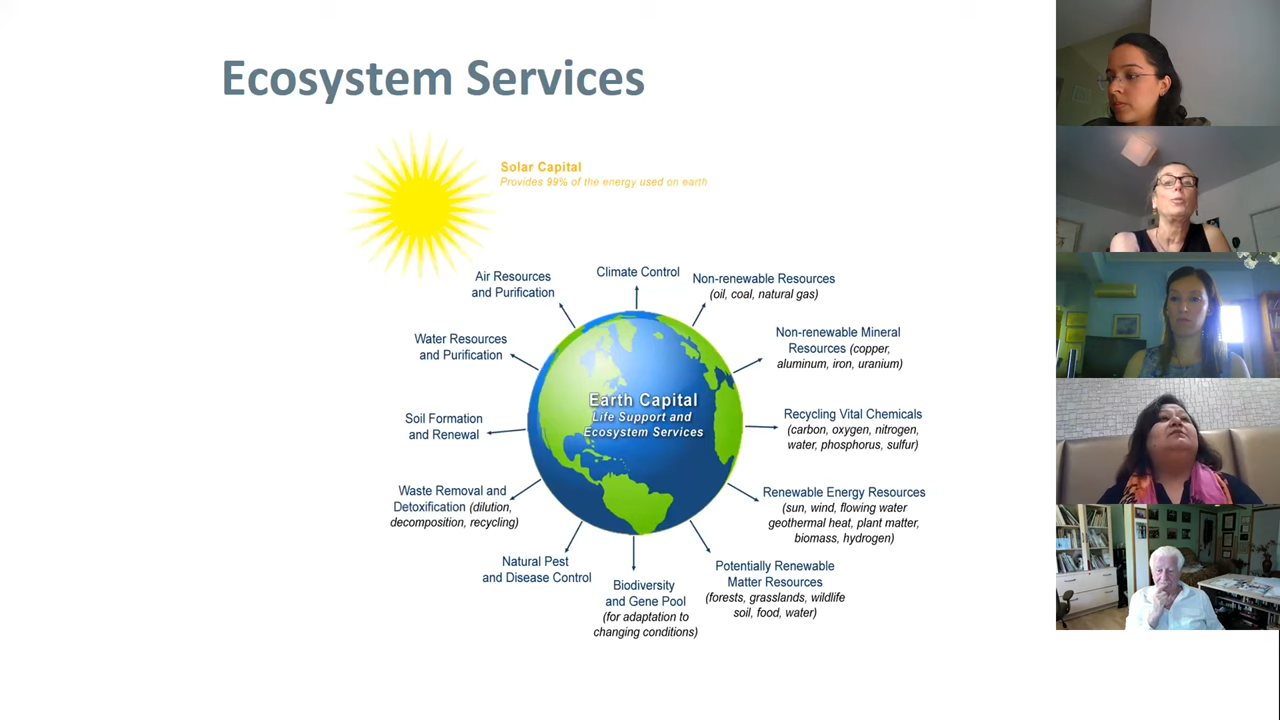 Ecosystem Services
Solar Capital
Provides 99% of the energy used on earth
Climate Control
Air Resources
and Purification
Non-renewable Resources
(oil, coal, natural gas)
Water Resources
and Purification
Non-renewable Mineral
Resources (copper,
aluminum, iron, uranium)
Earth Capital
Life Support and
Ecosystem Services
Soil Formation
and Renewal
Recycling Vital Chemicals
(carbon, oxygen, nitrogen,
water, phosphorus, sulfur)
Waste Removal and
Detoxification (dilution,
decomposition, recycling)
Renewable Energy Resources
(sun, wind, flowing water
geothermal heat, plant matter,
biomass, hydrogen)
Natural Pest
and Disease Control
Biodiversity
and Gene Pool
(for adaptation to
changing conditions)
Potentially Renewable
Matter Resources
(forests, grasslands, wildlife
soil, food, water)